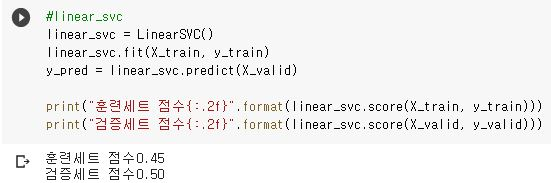 #linear_svc
linear_svc = LinearSVC()
linear_svc.fit(X_train, y_train)
y_pred = linear_svc.predict(X_valid)
print("훈련세트 점수{:.2f}".format(linear_svc.score(X_train, y_train)))
print("검증세트 점수{:.2f}".format(linear_svc.score(X_valid, y_valid)))
훈련세트 점수0.45
검증세트 점수0.50